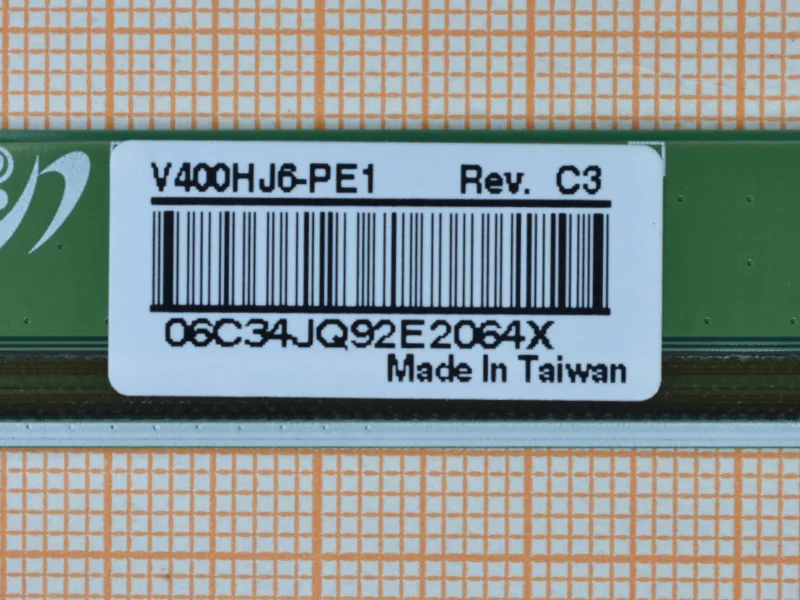 V400HJ6-PE1 Rev. C3
06C34JQ92E2064X
Made In Taiwan